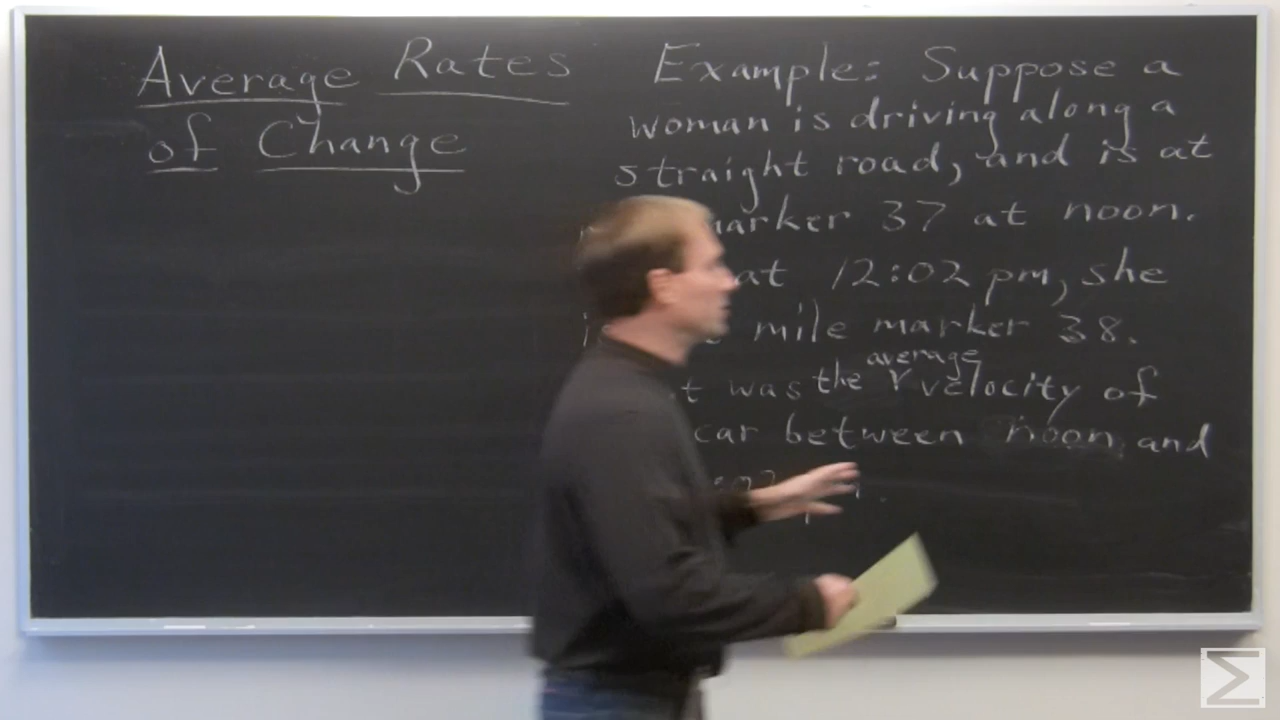 Average Rates
of Change
Example: Suppose a
woman is driving along a
straight road, and is at
marker 37 at noon.
at 12:02 pm, she
mile marker 38.
average
was the velocity of
car between noon and